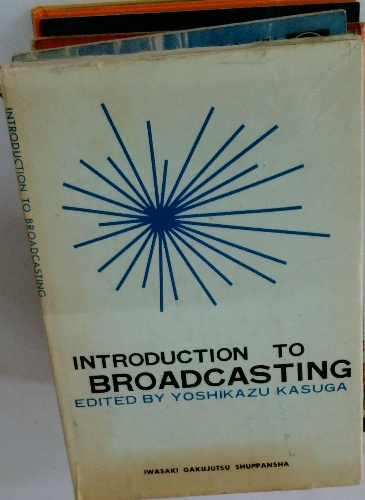 INTRODUCTION TO
BROADCASTING
EDITED BY YOSHIKAZU KASUGA
IWASAKI GAKUJUTSU SHUPPANSHA
INTRODUCTION TO BROADCASTING